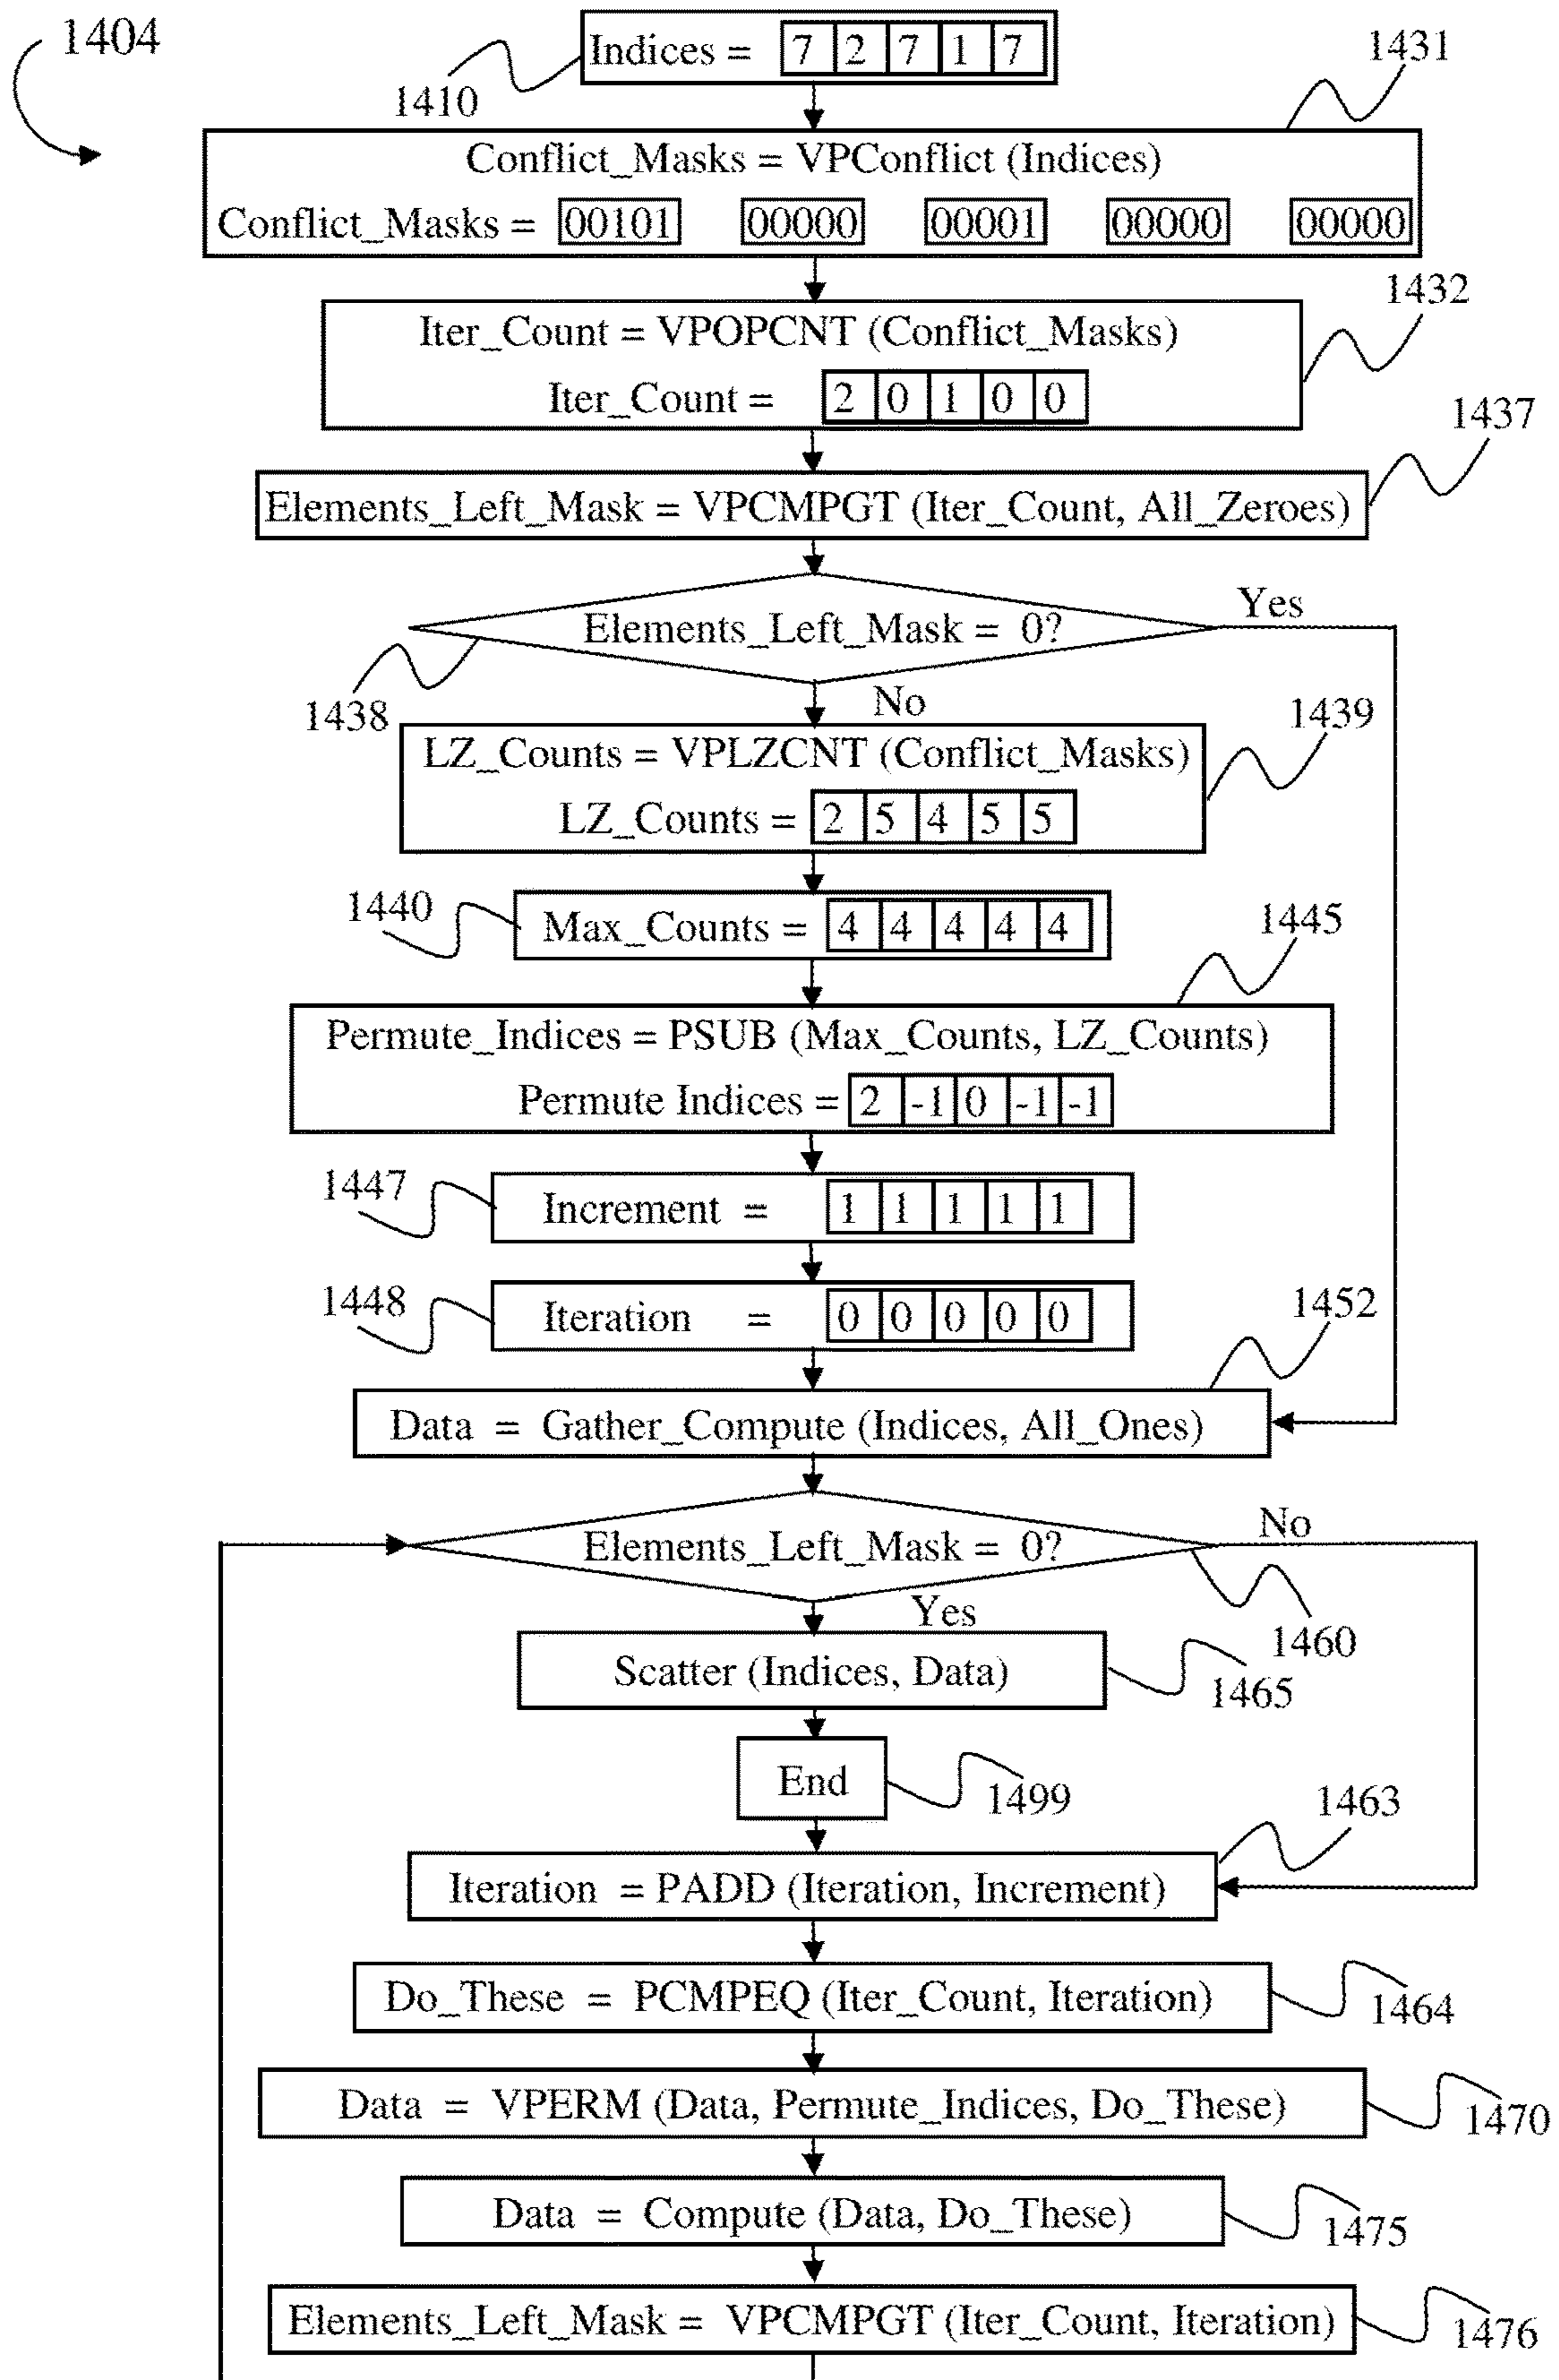 1404
Indices = 7 2 7 1 7
1410
1431
Conflict_Masks = VPConflict (Indices)
Conflict_Masks = 00101 00000 00001 00000 00000
1432
Iter_Count = VPOPCNT (Conflict_Masks)
Iter_Count = 2 0 1 0 0
1437
Elements_Left_Mask = VPCMPGT (Iter_Count, All_Zeroes)
Elements_Left_Mask = 0?
Yes
1438
No
1439
LZ_Counts = VPLZCNT (Conflict_Masks)
LZ_Counts = 2 5 4 5 5
1440
Max_Counts = 4 4 4 4 4
1445
Permute_Indices = PSUB (Max_Counts, LZ_Counts)
Permute Indices = 2 -1 0 -1 -1
1447
Increment = 1 1 1 1 1
1448
Iteration = 0 0 0 0 0
1452
Data = Gather_Compute (Indices, All_Ones)
Elements_Left_Mask = 0?
No
Yes
1460
Scatter (Indices, Data)
1465
End
1499
1463
Iteration = PADD (Iteration, Increment)
Do_These = PCMPEQ (Iter_Count, Iteration)
1464
Data = VPERM (Data, Permute_Indices, Do_These)
1470
Data = Compute (Data, Do_These)
1475
Elements_Left_Mask = VPCMPGT (Iter_Count, Iteration)
1476